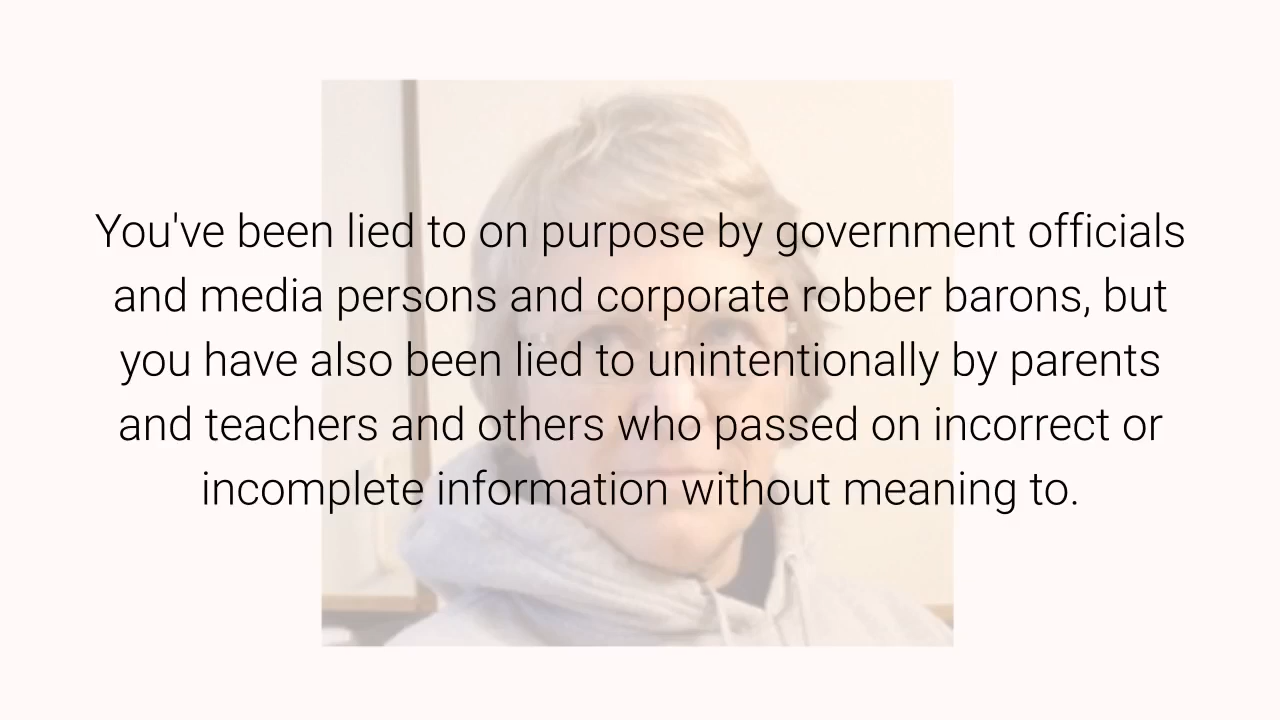 You've been lied to on purpose by government officials
and media persons and corporate robber barons, but
you have also been lied to unintentionally by parents
and teachers and others who passed on incorrect or
incomplete information without meaning to.